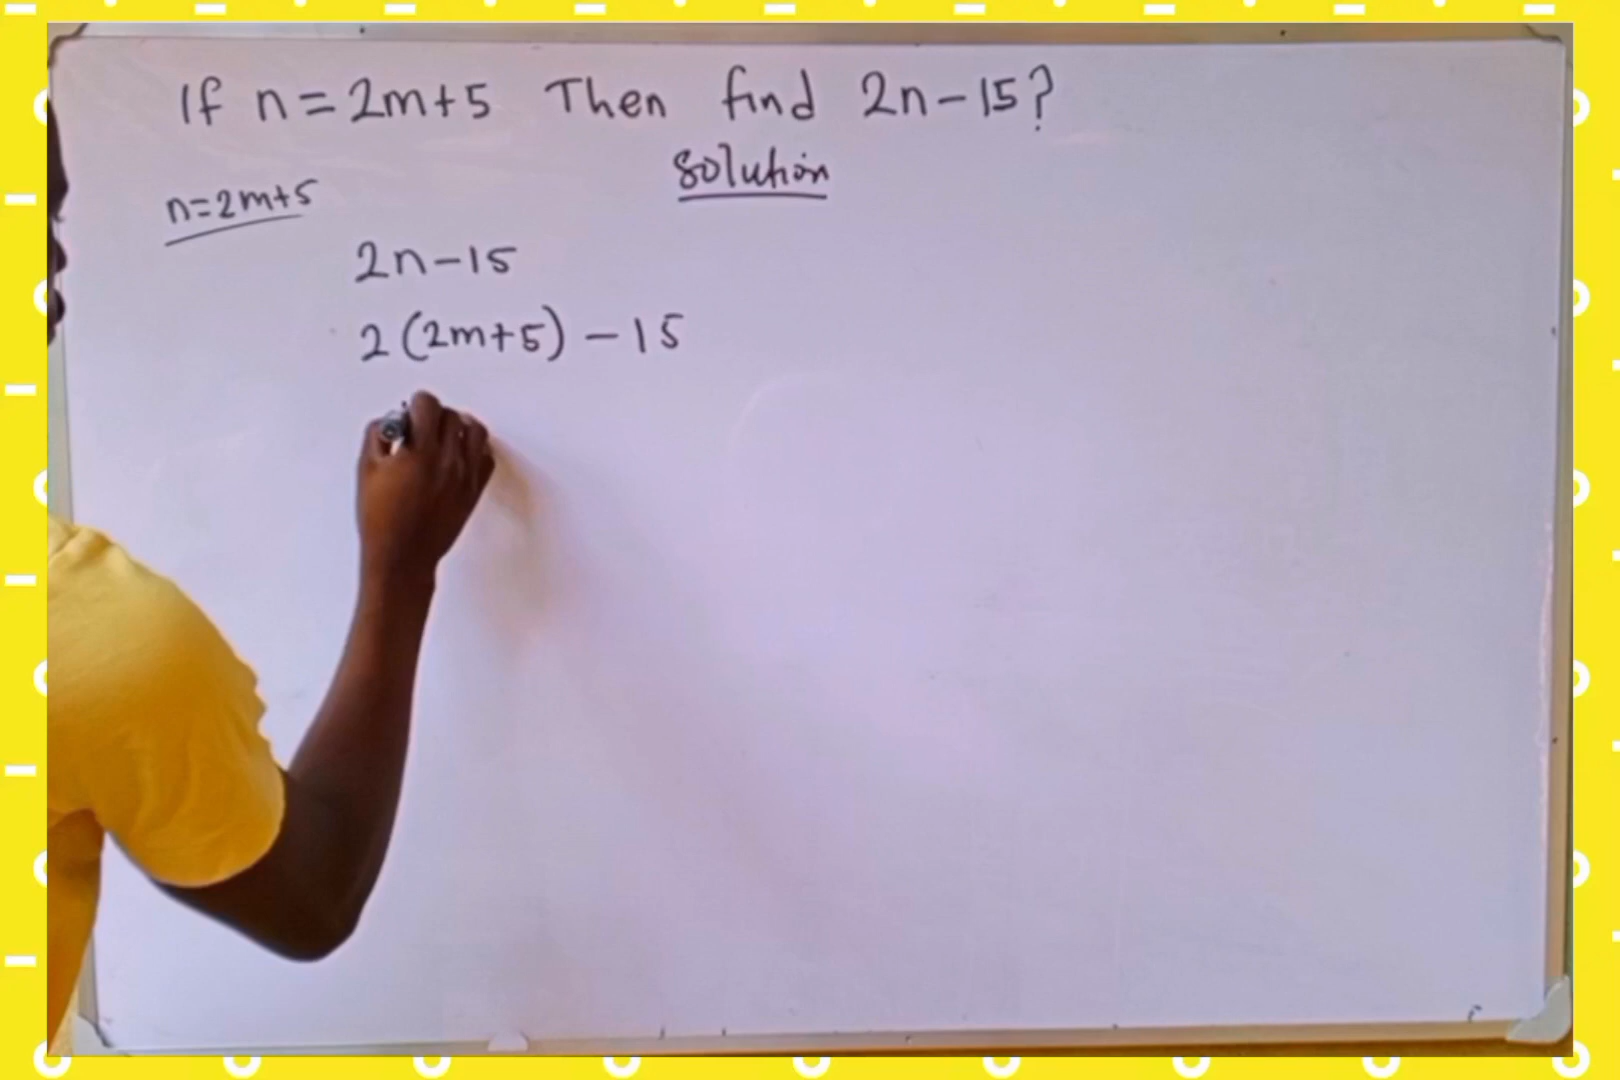 If n=2m+5 Then find 2n-15?
Solution
n=2m+5
2n-15
2(2m+5)-15